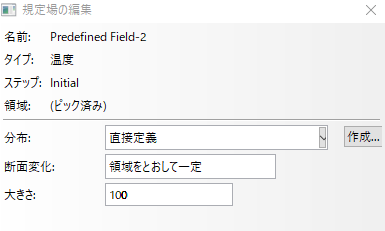 規定場の編集
名前: Predefined Field-2
タイプ: 温度
ステップ: Initial
領域: (ピック済み)
分布: 直接定義 作成...
断面変化: 領域をとおして一定
大きさ: 100